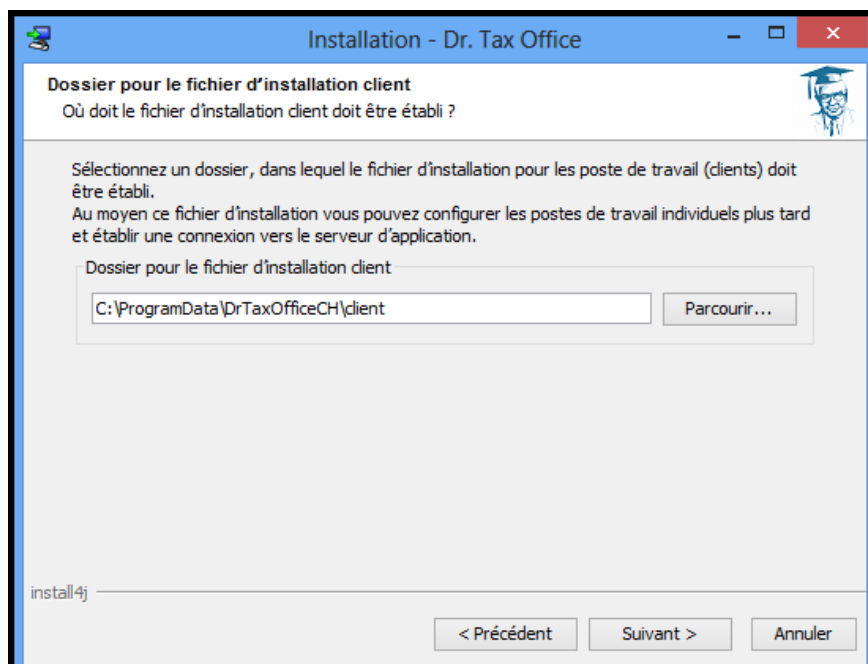 Installation - Dr. Tax Office
Dossier pour le fichier d'installation client
Où doit le fichier d'installation client doit être établi ?
Sélectionnez un dossier, dans lequel le fichier d'installation pour les poste de travail (clients) doit
être établi.
Au moyen ce fichier d'installation vous pouvez configurer les postes de travail individuels plus tard
et établir une connexion vers le serveur d'application.
Dossier pour le fichier d'installation client
C:\ProgramData\DrTaxOfficeCH\client
Parcourir...
install4j
< Précédent
Suivant >
Annuler